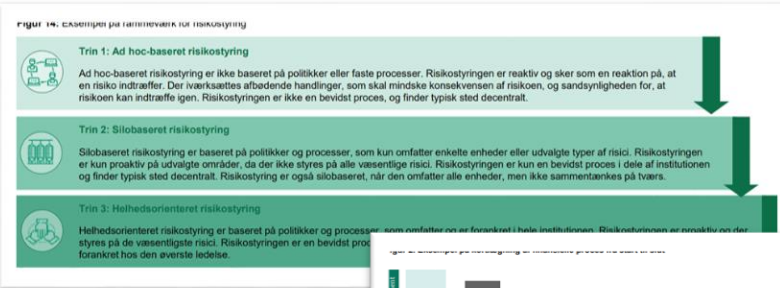 Figur 14: Eksempel på rammeværk for risikostyring
Trin 1: Ad hoc-baseret risikostyring
Ad hoc-baseret risikostyring er ikke baseret på politikker eller faste processer. Risikostyringen er reaktiv og sker som en reaktion på, at
en risiko indtræffer. Der iværksættes afbødende handlinger, som skal mindske konsekvensen af risikoen, og sandsynligheden for, at
risikoen kan indtræffe igen. Risikostyringen er ikke en bevidst proces, og finder typisk sted decentralt.
Trin 2: Silobaseret risikostyring
Silobaseret risikostyring er baseret på politikker og processer, som kun omfatter enkelte enheder eller udvalgte typer af risici. Risikostyringen
er kun proaktiv på udvalgte områder, da der ikke styres på alle væsentlige risici. Risikostyringen er kun en bevidst proces i dele af institutionen
og finder typisk sted decentralt. Risikostyring er også silobaseret, når den omfatter alle enheder, men ikke sammentænkes på tværs.
Trin 3: Helhedsorienteret risikostyring
Helhedsorienteret risikostyring er baseret på politikker og processer, som omfatter og er forankret i hele institutionen. Risikostyringen er proaktiv og der
styres på de væsentligste risici. Risikostyringen er en bevidst
forankret hos den øverste ledelse.